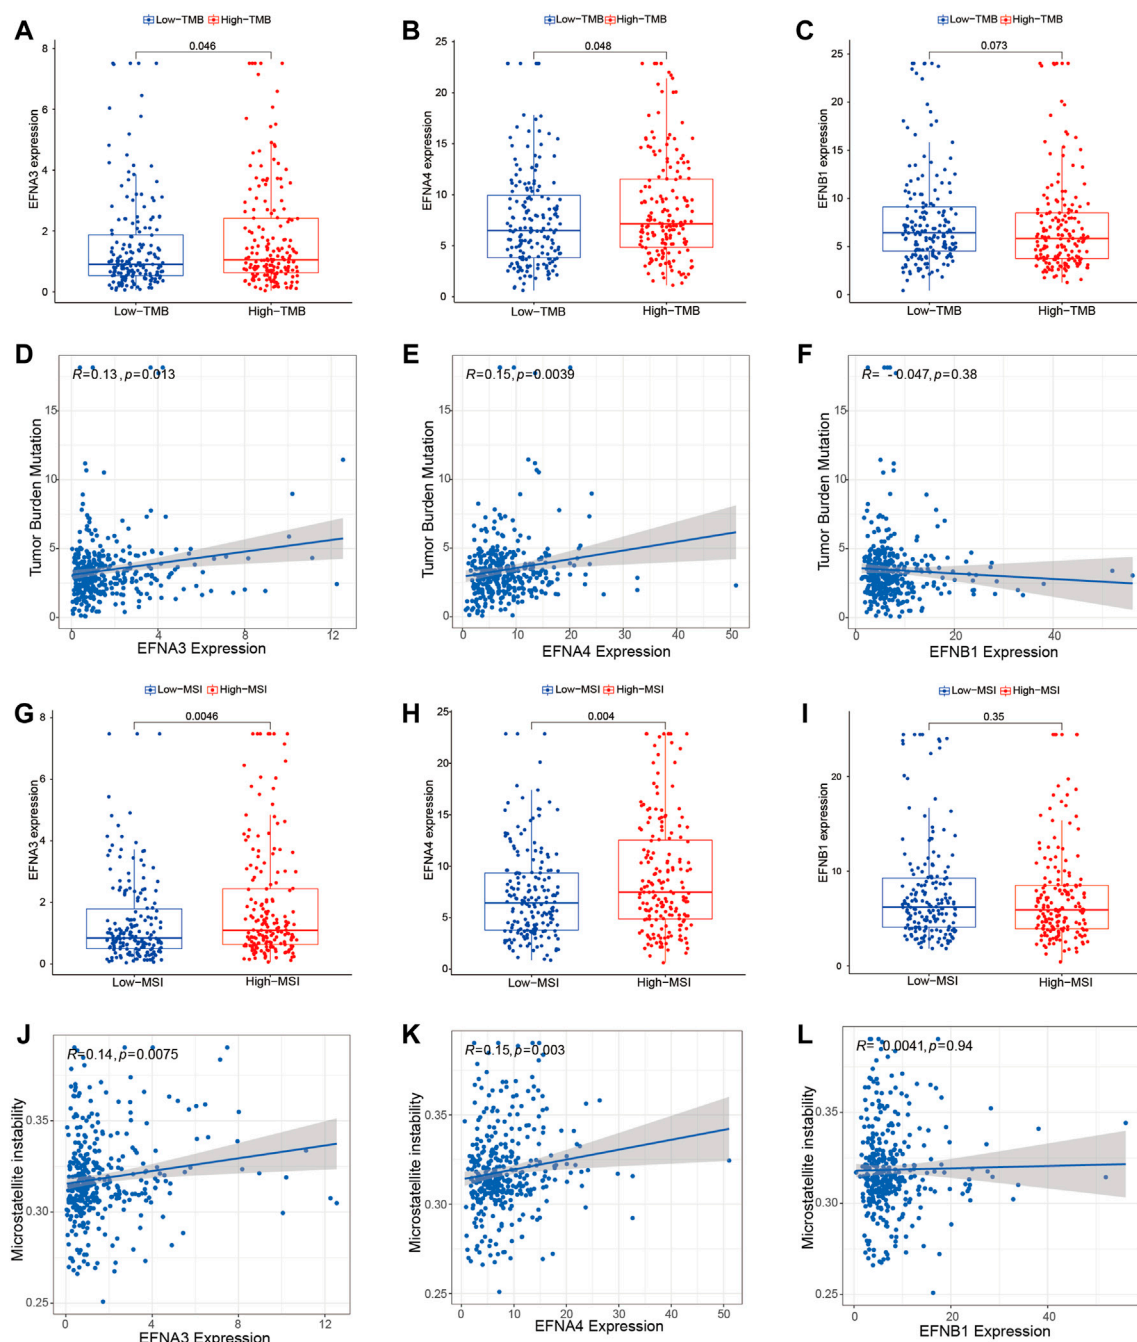 A
Low-TMB High-TMB
0.046
EFNA3 expression
8
6
4
2
0
Low-TMB High-TMB
B
Low-TMB High-TMB
0.048
EFNA4 expression
25
20
15
10
5
0
Low-TMB High-TMB
C
Low-TMB High-TMB
0.073
EFNB1 expression
25
20
15
10
5
0
Low-TMB High-TMB
D
R=0.13, p=0.013
Tumor Burden Mutation
15
10
5
0
0 4 8 12
EFNA3 Expression
E
R=0.15, p=0.0039
Tumor Burden Mutation
15
10
5
0
0 10 20 30 40 50
EFNA4 Expression
F
R= -0.047, p=0.38
Tumor Burden Mutation
15
10
5
0
0 20 40
EFNB1 Expression
G
Low-MSI High-MSI
0.0046
EFNA3 expression
8
6
4
2
0
Low-MSI High-MSI
H
Low-MSI High-MSI
0.004
EFNA4 expression
25
20
15
10
5
0
Low-MSI High-MSI
I
Low-MSI High-MSI
0.35
EFNB1 expression
20
10
0
Low-MSI High-MSI
J
R=0.14, p=0.0075
Microstatellite instability
0.35
0.30
0.25
0 4 8 12
EFNA3 Expression
K
R=0.15, p=0.003
Microstatellite instability
0.35
0.30
0.25
0 10 20 30 40 50
EFNA4 Expression
L
R= 0.0041, p=0.94
Microstatellite instability
0.35
0.30
0.25
0 20 40
EFNB1 Expression